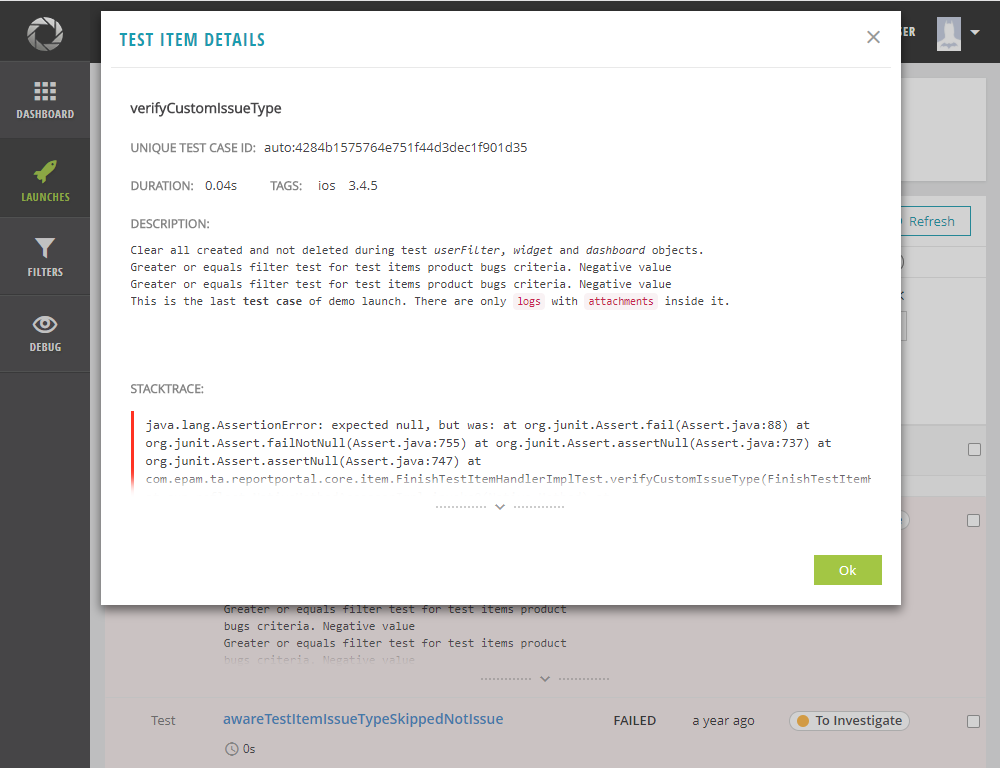 TEST ITEM DETAILS
DASHBOARD
LAUNCHES
FILTERS
DEBUG
verifyCustomIssueType
UNIQUE TEST CASE ID: auto:4284b1575764e751f44d3dec1f901d35
DURATION: 0.04s TAGS: ios 3.4.5
DESCRIPTION:
Clear all created and not deleted during test userFilter, widget and dashboard objects.
Greater or equals filter test for test items product bugs criteria. Negative value
Greater or equals filter test for test items product bugs criteria. Negative value
This is the last test case of demo launch. There are only logs with attachments inside it.
STACKTRACE:
java.lang.AssertionError: expected null, but was: at org.junit.Assert.fail(Assert.java:88) at
org.junit.Assert.failNotNull(Assert.java:755) at org.junit.Assert.assertNull(Assert.java:737) at
org.junit.Assert.assertNull(Assert.java:747) at
com.epam.ta.reportportal.core.item.FinishTestItemHandlerImplTest.verifyCustomIssueType(FinishTestItem
Ok
Refresh
Greater or equals filter test for test items product
bugs criteria. Negative value
Greater or equals filter test for test items product
bugs criteria. Negative value
Test awareTestItemIssueTypeSkippedNotIssue FAILED a year ago To Investigate
0s